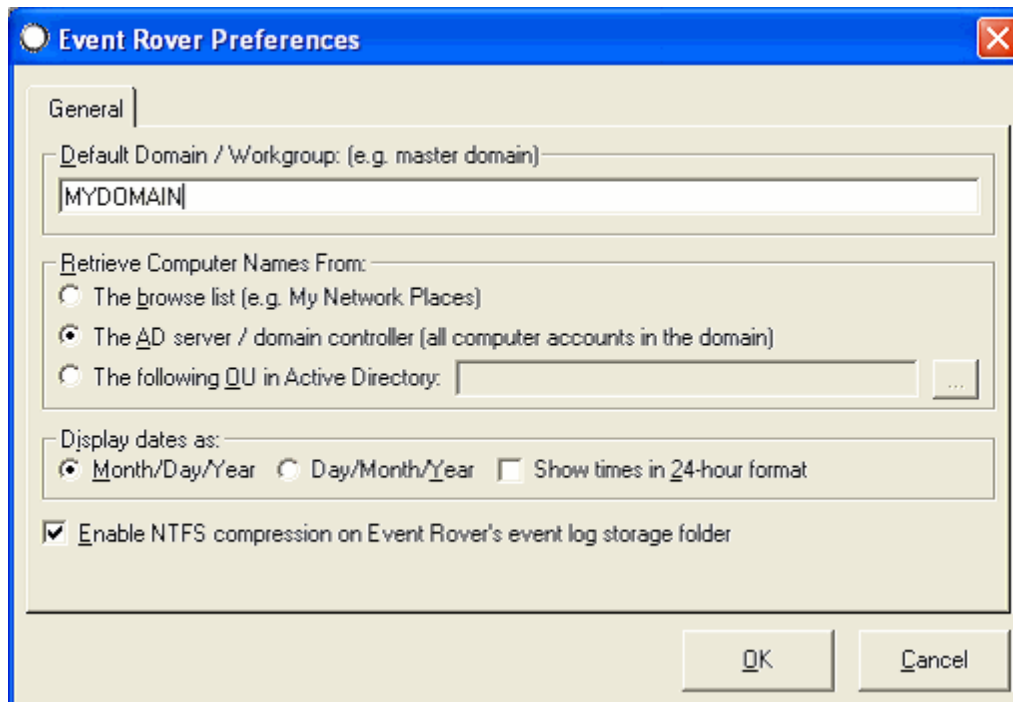 Event Rover Preferences
General
Default Domain / Workgroup: (e.g. master domain)
MYDOMAIN
Retrieve Computer Names From:
The browse list (e.g. My Network Places)
The AD server / domain controller (all computer accounts in the domain)
The following OU in Active Directory: ...
Display dates as:
Month/Day/Year Day/Month/Year Show times in 24-hour format
Enable NTFS compression on Event Rover's event log storage folder
OK Cancel